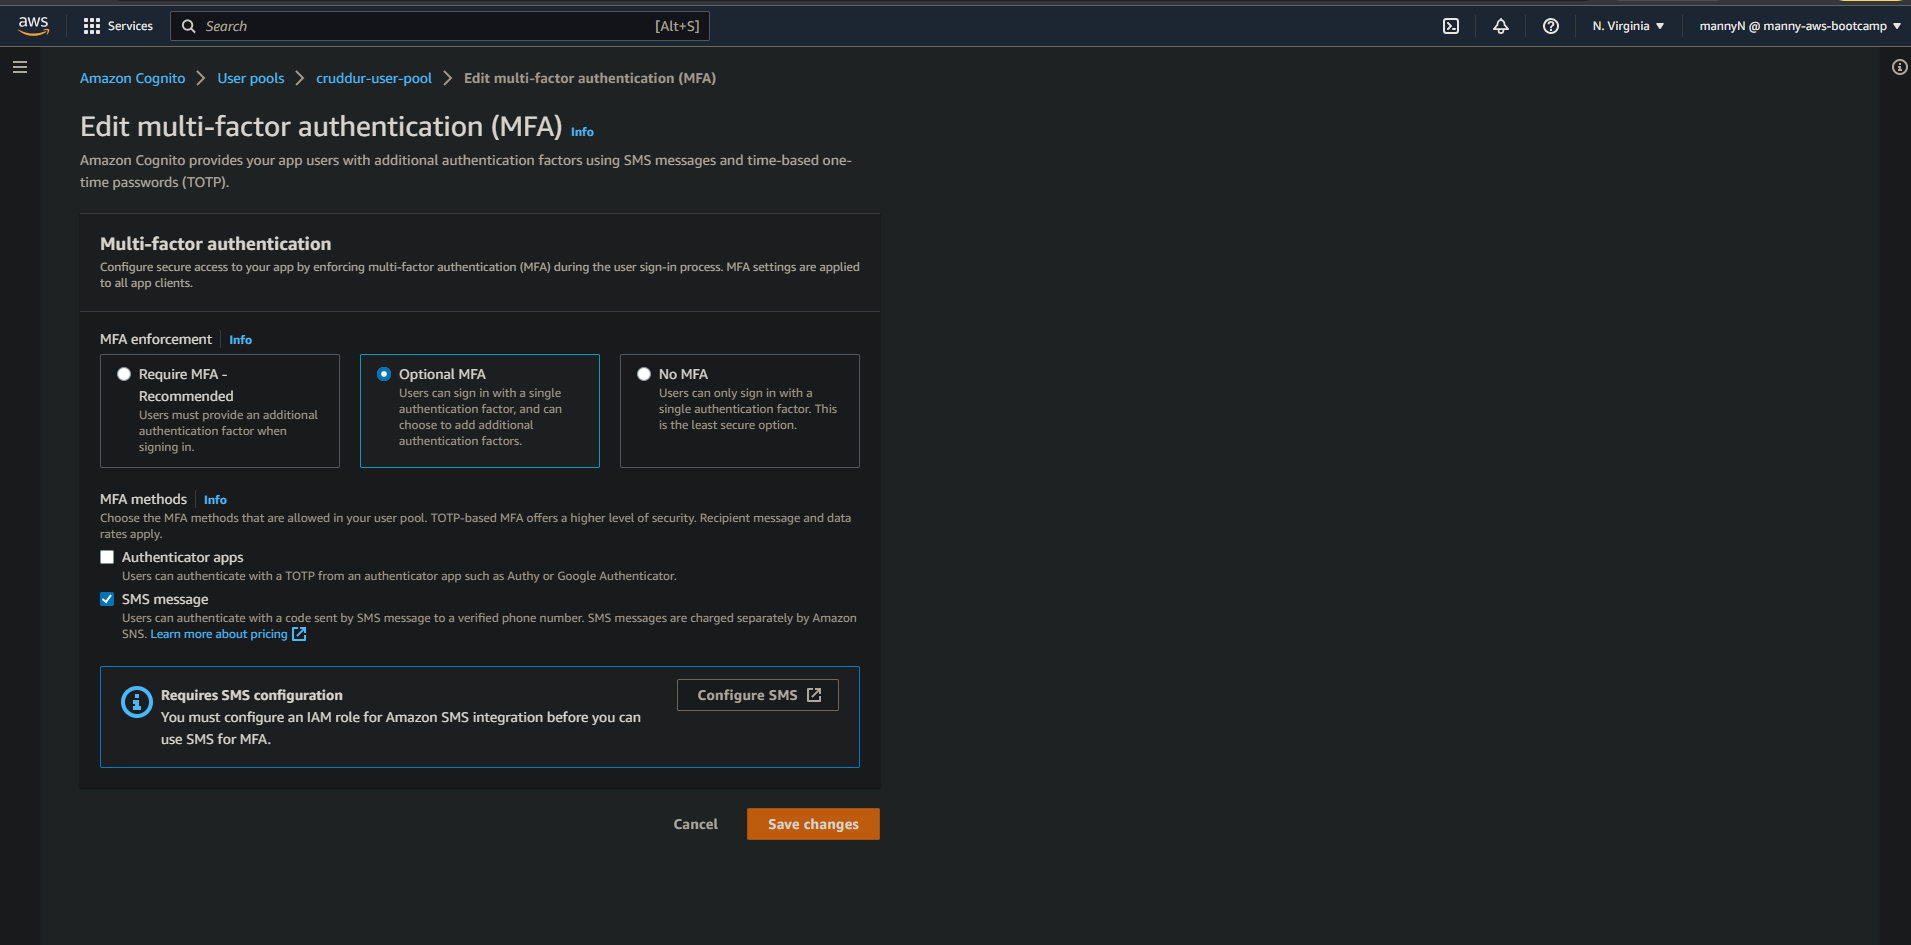 aws
Services
Search
[Alt+S]
N. Virginia
mannyN @ manny-aws-bootcamp
Amazon Cognito
User pools
cruddur-user-pool
Edit multi-factor authentication (MFA)
Edit multi-factor authentication (MFA) Info
Amazon Cognito provides your app users with additional authentication factors using SMS messages and time-based one-
time passwords (TOTP).
Multi-factor authentication
Configure secure access to your app by enforcing multi-factor authentication (MFA) during the user sign-in process. MFA settings are applied
to all app clients.
MFA enforcement Info
Require MFA -
Recommended
Users must provide an additional
authentication factor when
signing in.
Optional MFA
Users can sign in with a single
authentication factor, and can
choose to add additional
authentication factors.
No MFA
Users can only sign in with a
single authentication factor. This
is the least secure option.
MFA methods Info
Choose the MFA methods that are allowed in your user pool. TOTP-based MFA offers a higher level of security. Recipient message and data
rates apply.
Authenticator apps
Users can authenticate with a TOTP from an authenticator app such as Authy or Google Authenticator.
SMS message
Users can authenticate with a code sent by SMS message to a verified phone number. SMS messages are charged separately by Amazon
SNS. Learn more about pricing
Requires SMS configuration
You must configure an IAM role for Amazon SMS integration before you can
use SMS for MFA.
Configure SMS
Cancel
Save changes